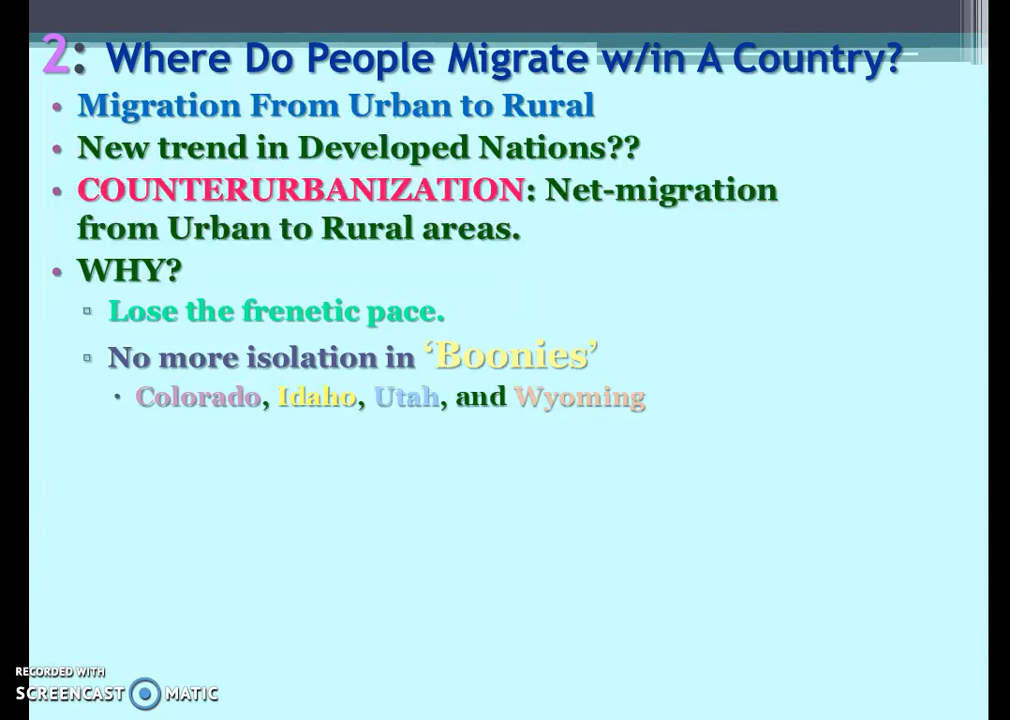 2: Where Do People Migrate w/in A Country?
• Migration From Urban to Rural
• New trend in Developed Nations??
• COUNTERURBANIZATION: Net-migration
from Urban to Rural areas.
• WHY?
▫ Lose the frenetic pace.
▫ No more isolation in ‘Boonies’
· Colorado, Idaho, Utah, and Wyoming
RECORDED WITH
SCREENCAST MATIC